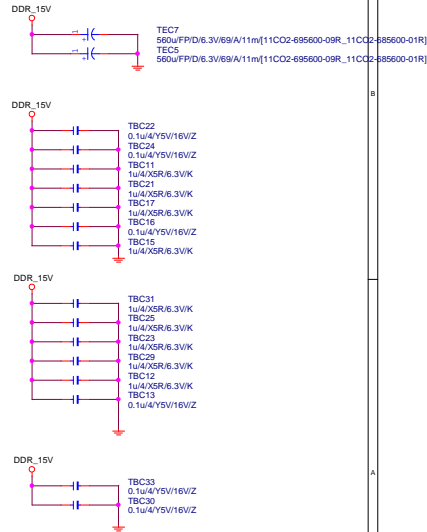 DDR_15V
1
TEC7
560u/FP/D/6.3V/69/A/11m/[11CO2-695600-09R_11CO2-685600-01R]
1
TEC5
560u/FP/D/6.3V/69/A/11m/[11CO2-695600-09R_11CO2-685600-01R]
B
DDR_15V
TBC22
0.1u/4/Y5V/16V/Z
TBC24
0.1u/4/Y5V/16V/Z
TBC11
1u/4/X5R/6.3V/K
TBC21
1u/4/X5R/6.3V/K
TBC17
1u/4/X5R/6.3V/K
TBC16
0.1u/4/Y5V/16V/Z
TBC15
1u/4/X5R/6.3V/K
DDR_15V
TBC31
1u/4/X5R/6.3V/K
TBC25
1u/4/X5R/6.3V/K
TBC23
1u/4/X5R/6.3V/K
TBC29
1u/4/X5R/6.3V/K
TBC12
1u/4/X5R/6.3V/K
TBC13
0.1u/4/Y5V/16V/Z
DDR_15V
A
TBC33
0.1u/4/Y5V/16V/Z
TBC30
0.1u/4/Y5V/16V/Z